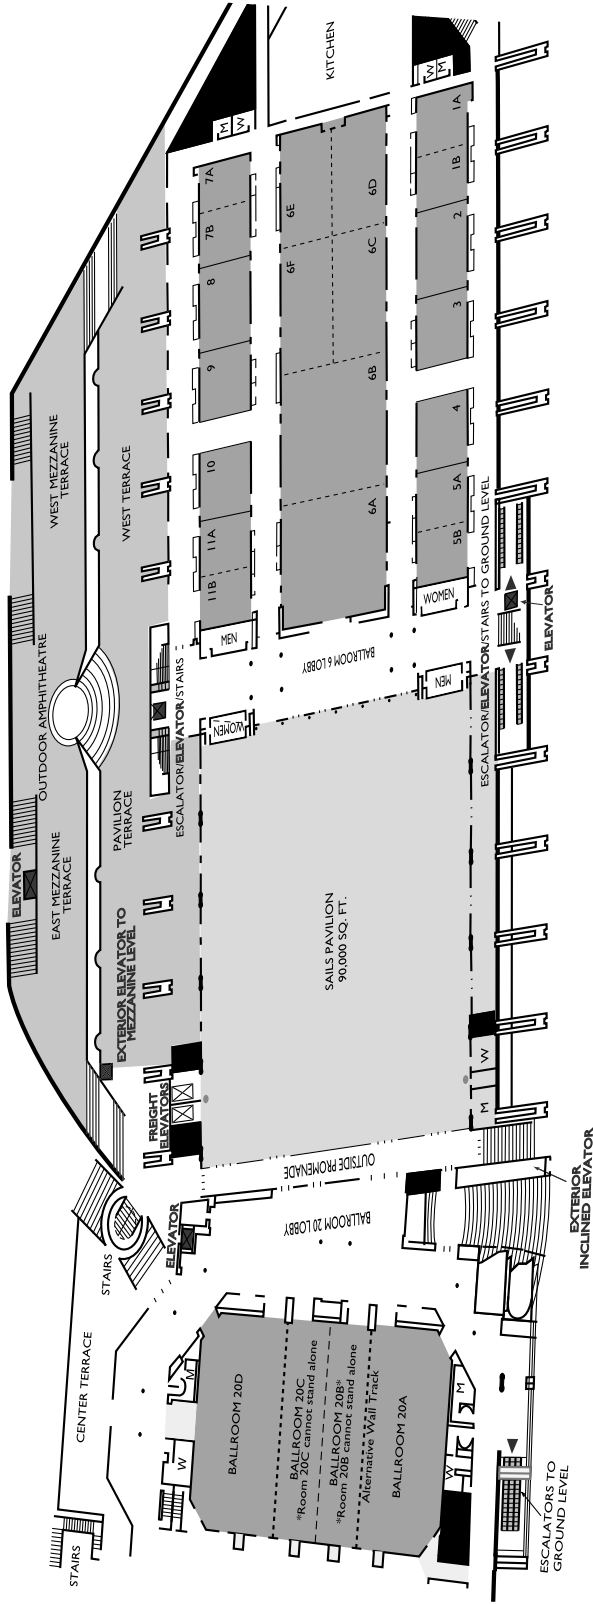 KITCHEN
M
W
W
M
7A
7B
8
9
10
11A
11B
6E
6F
6D
6C
6B
6A
1A
1B
2
3
4
5A
5B
MEN
WOMEN
BALLROOM 6 LOBBY
WOMEN
MEN
WEST MEZZANINE
TERRACE
WEST TERRACE
OUTDOOR AMPHITHEATRE
ESCALATOR/ELEVATOR/STAIRS
ESCALATOR/ELEVATOR/STAIRS TO GROUND LEVEL
ELEVATOR
PAVILION
TERRACE
ELEVATOR
EAST MEZZANINE
TERRACE
EXTERIOR ELEVATOR TO
MEZZANINE LEVEL
SAILS PAVILION
90,000 SQ. FT.
FREIGHT
ELEVATORS
W
M
OUTSIDE PROMENADE
EXTERIOR
INCLINED ELEVATOR
BALLROOM 20 LOBBY
ELEVATOR
STAIRS
CENTER TERRACE
M
W
BALLROOM 20D
BALLROOM 20C
*Room 20C cannot stand alone
BALLROOM 20B*
*Room 20B cannot stand alone
Alternative Wall Track
BALLROOM 20A
M
W
STAIRS
ESCALATORS TO
GROUND LEVEL